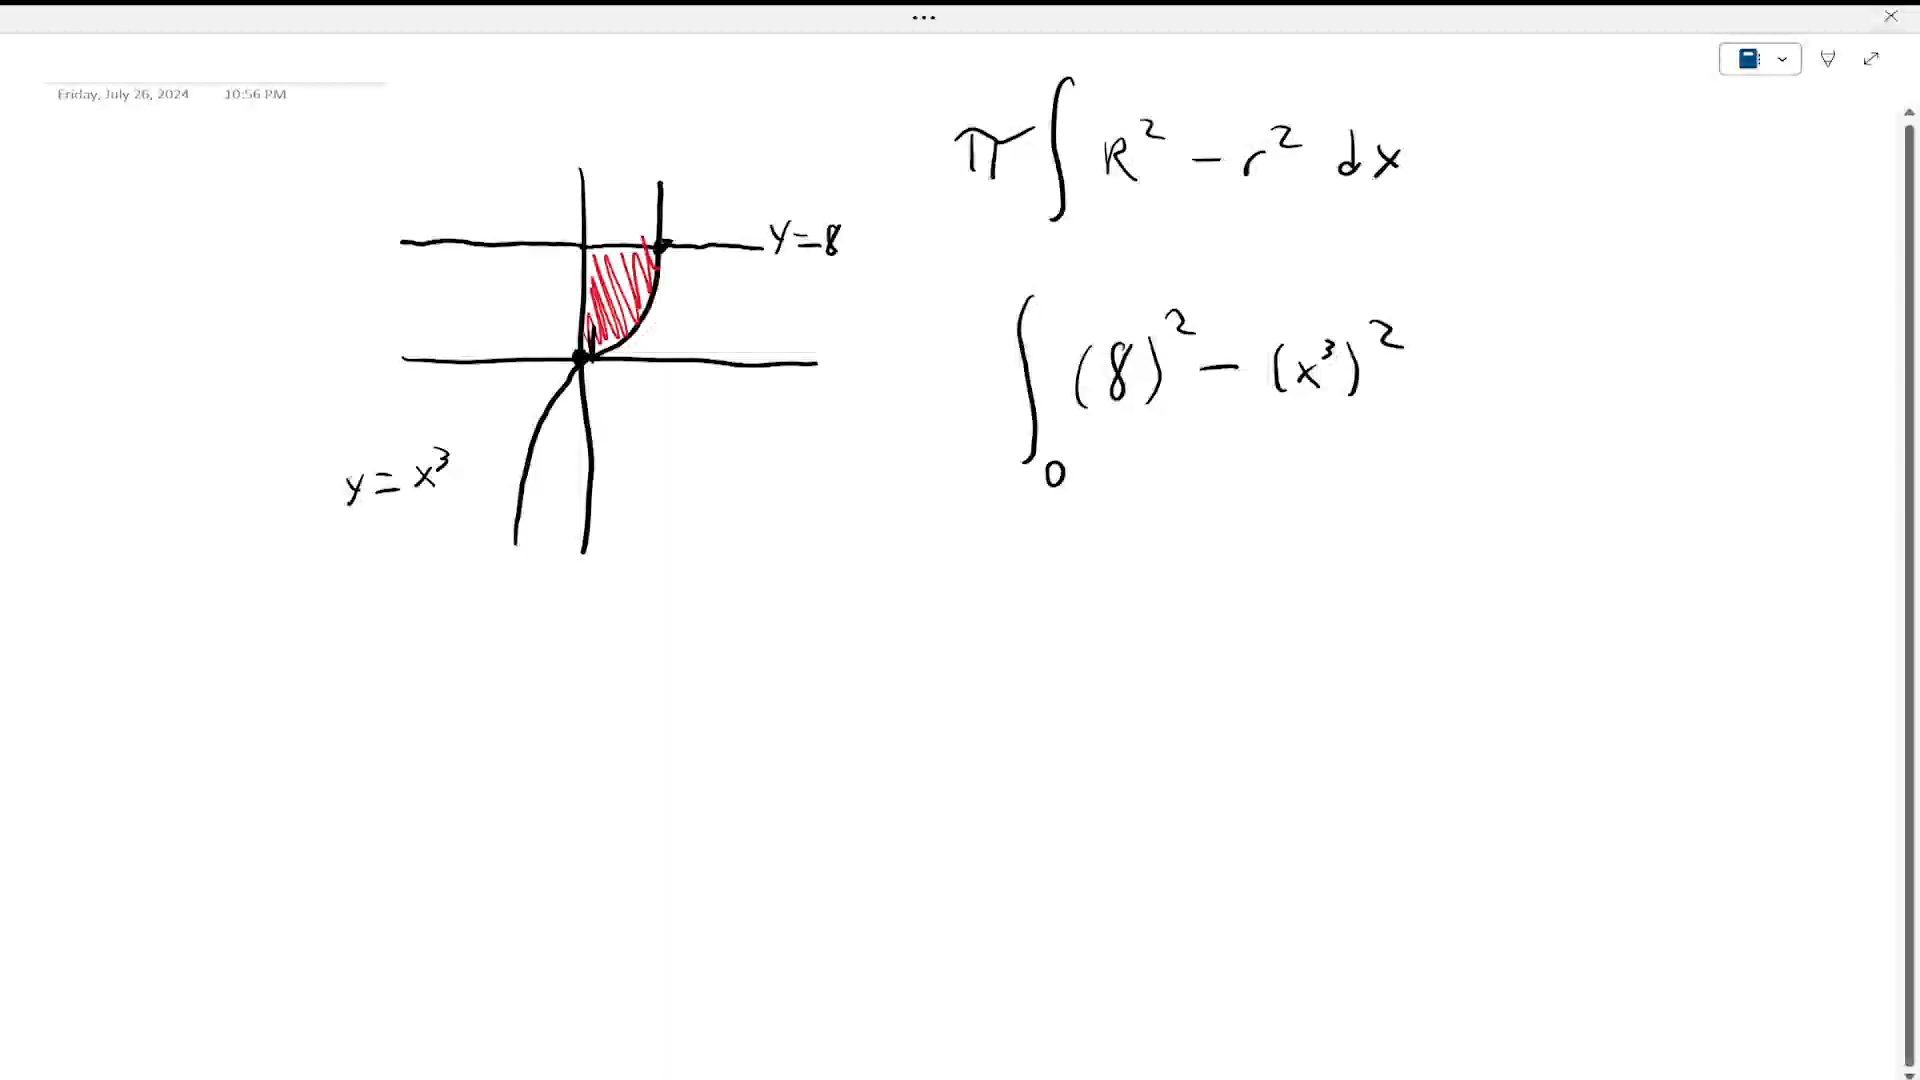 Friday, July 26, 2024 10:56 PM
π∫ R² − r² dx
y=8
∫₀ (8)² − (x³)²
y = x³